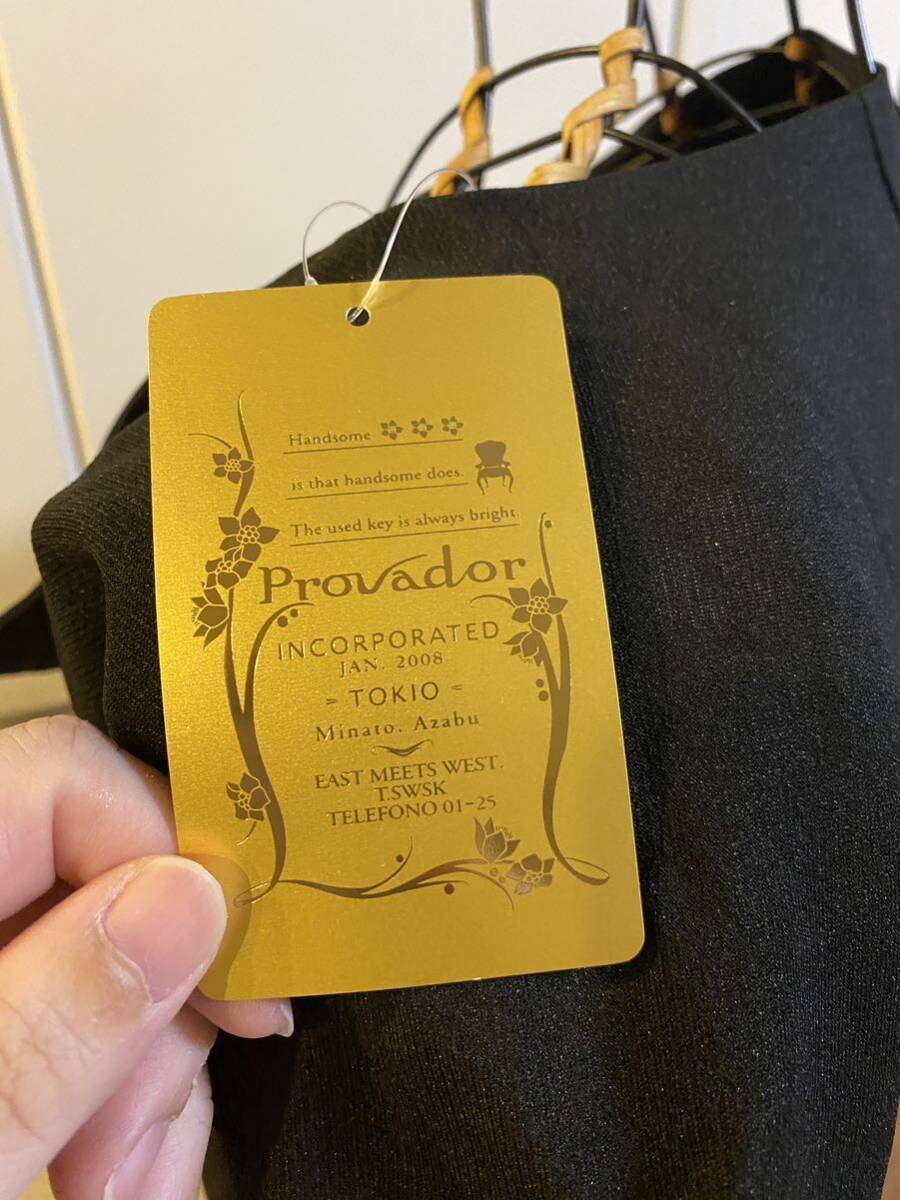 Handsome
is that handsome does.
The used key is always bright.
Provador
INCORPORATED
JAN. 2008
= TOKIO =
Minato. Azabu
EAST MEETS WEST.
T.SWSK
TELEFONO 01-25